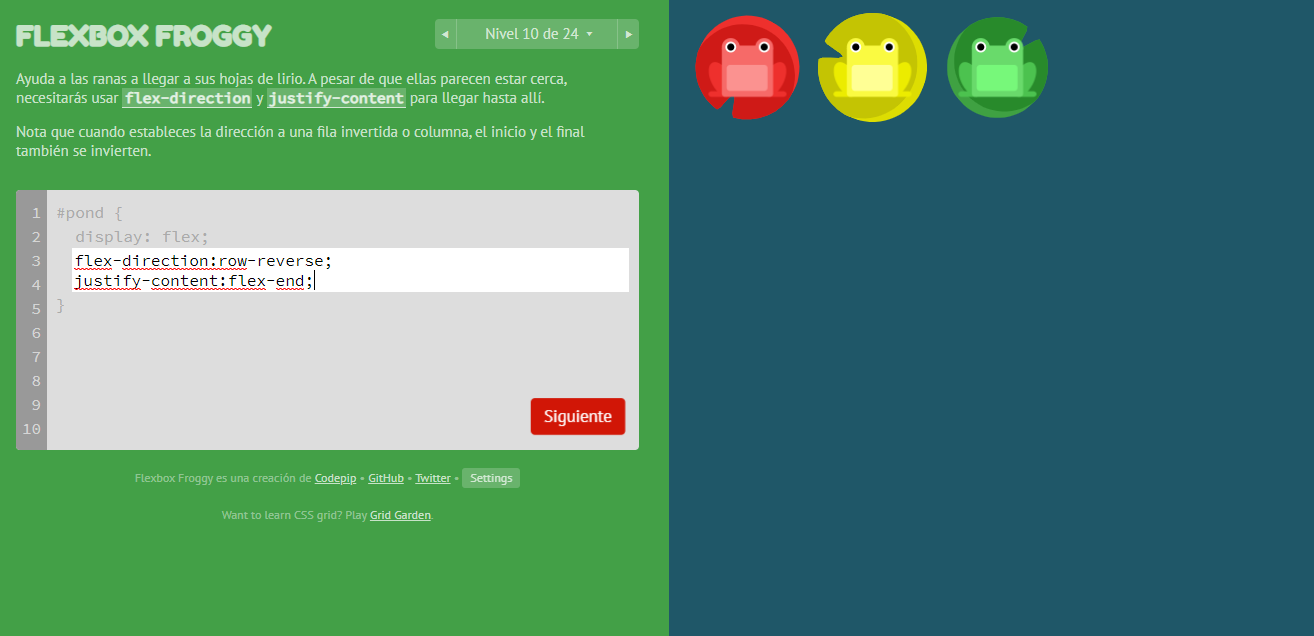 FLEXBOX FROGGY
◀ Nivel 10 de 24 ▾ ▶
Ayuda a las ranas a llegar a sus hojas de lirio. A pesar de que ellas parecen estar cerca,
necesitarás usar flex-direction y justify-content para llegar hasta allí.
Nota que cuando estableces la dirección a una fila invertida o columna, el inicio y el final
también se invierten.
1 #pond {
2 display: flex;
3 flex-direction:row-reverse;
4 justify-content:flex-end;
5 }
6
7
8
9
10
Siguiente
Flexbox Froggy es una creación de Codepip • GitHub • Twitter • Settings
Want to learn CSS grid? Play Grid Garden.